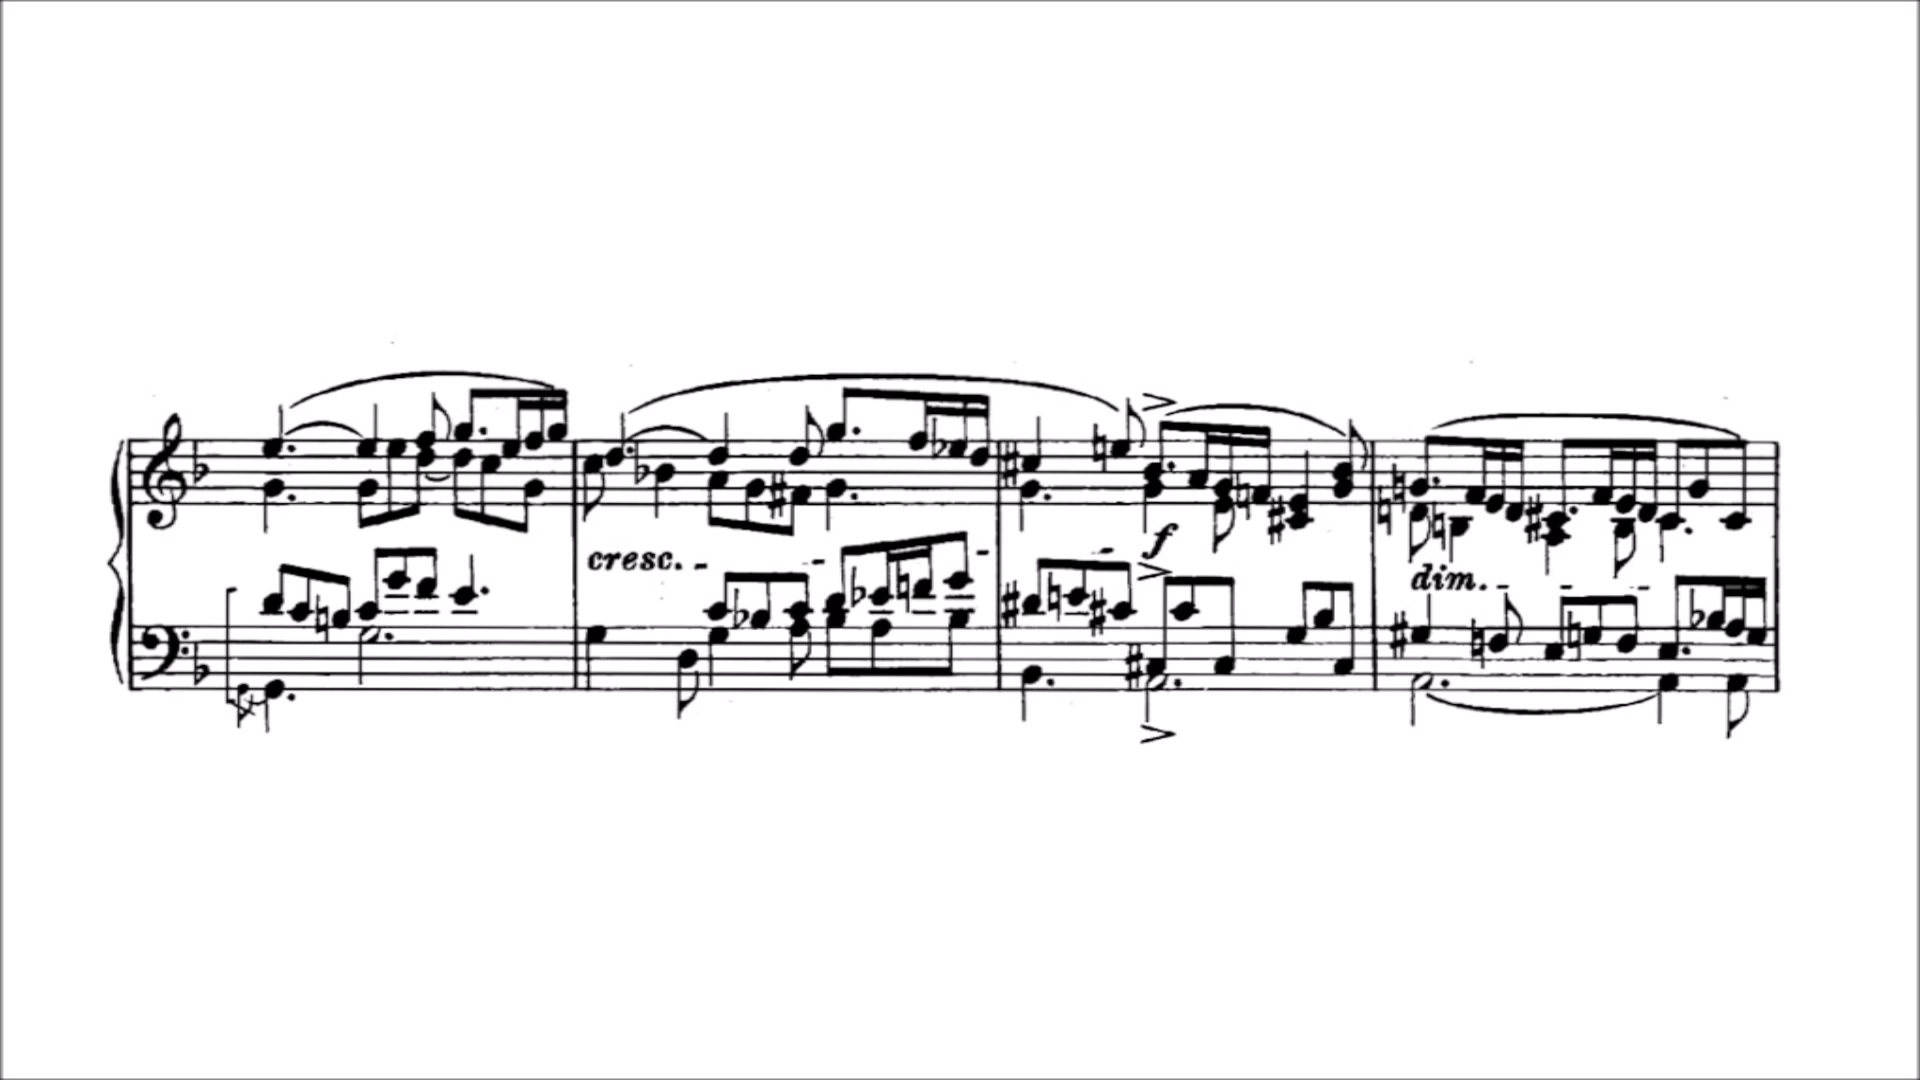 cresc. - - -
f
dim. - - -